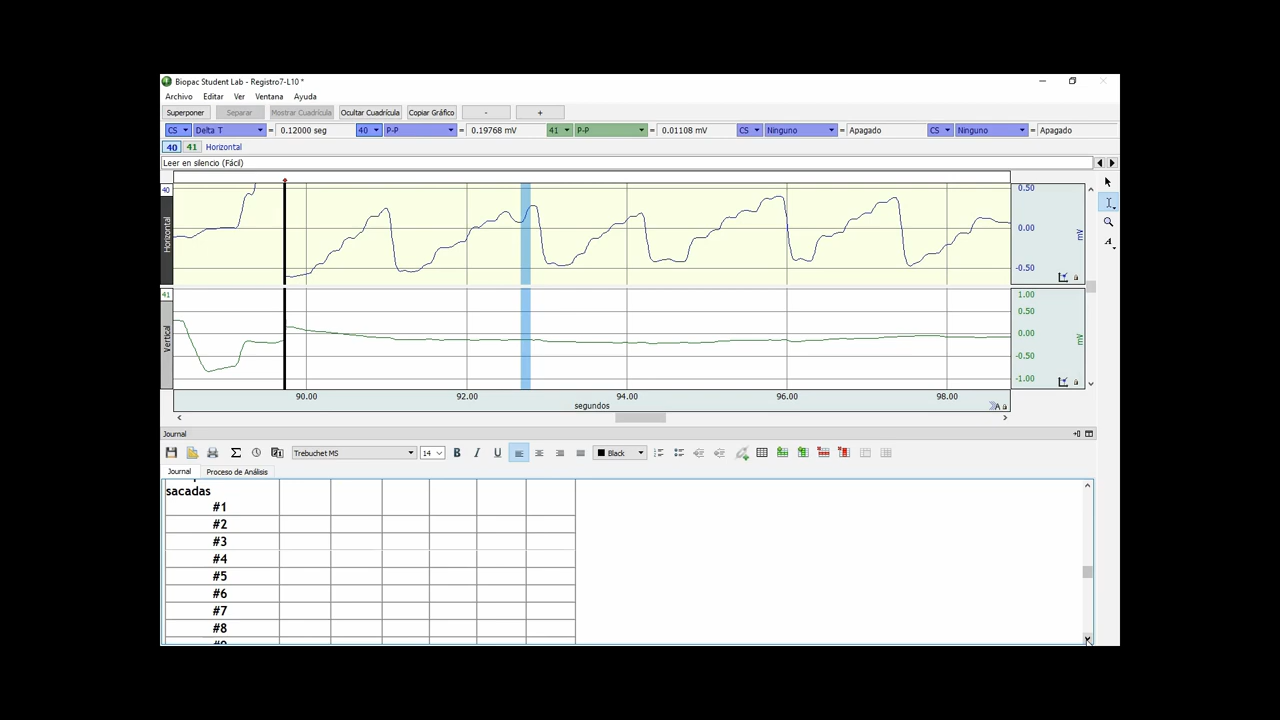 Biopac Student Lab - Registro7-L10 *
Archivo Editar Ver Ventana Ayuda
Superponer Separar Mostrar Cuadrícula Ocultar Cuadrícula Copiar Gráfico - +
CS Delta T = 0.12000 seg 40 P-P = 0.19768 mV 41 P-P = 0.01108 mV CS Ninguno = Apagado CS Ninguno = Apagado
40 41 Horizontal
Leer en silencio (Fácil)
40
Horizontal
0.50
0.00
-0.50
mV
41
Vertical
1.00
0.50
0.00
-0.50
-1.00
mV
90.00 92.00 94.00 96.00 98.00
segundos
Journal
Trebuchet MS 14 B I U Black
Journal Proceso de Análisis
sacadas
#1
#2
#3
#4
#5
#6
#7
#8